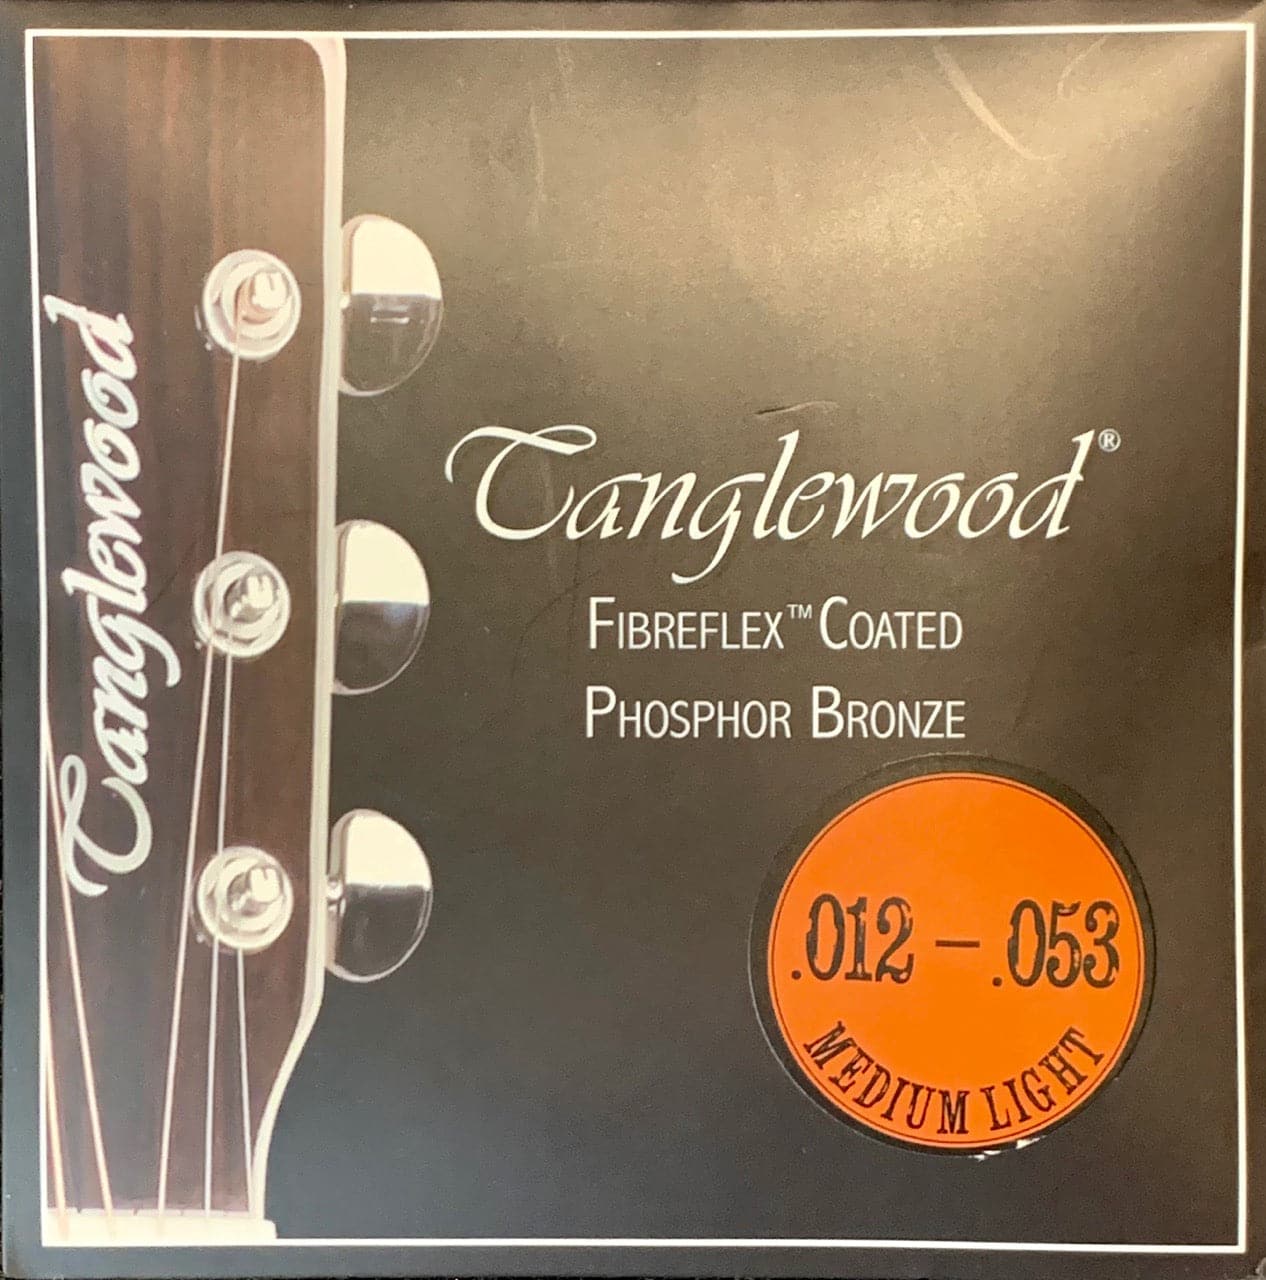 Tanglewood
Tanglewood®
FIBREFLEX™ COATED
PHOSPHOR BRONZE
.012 – .053
MEDIUM LIGHT